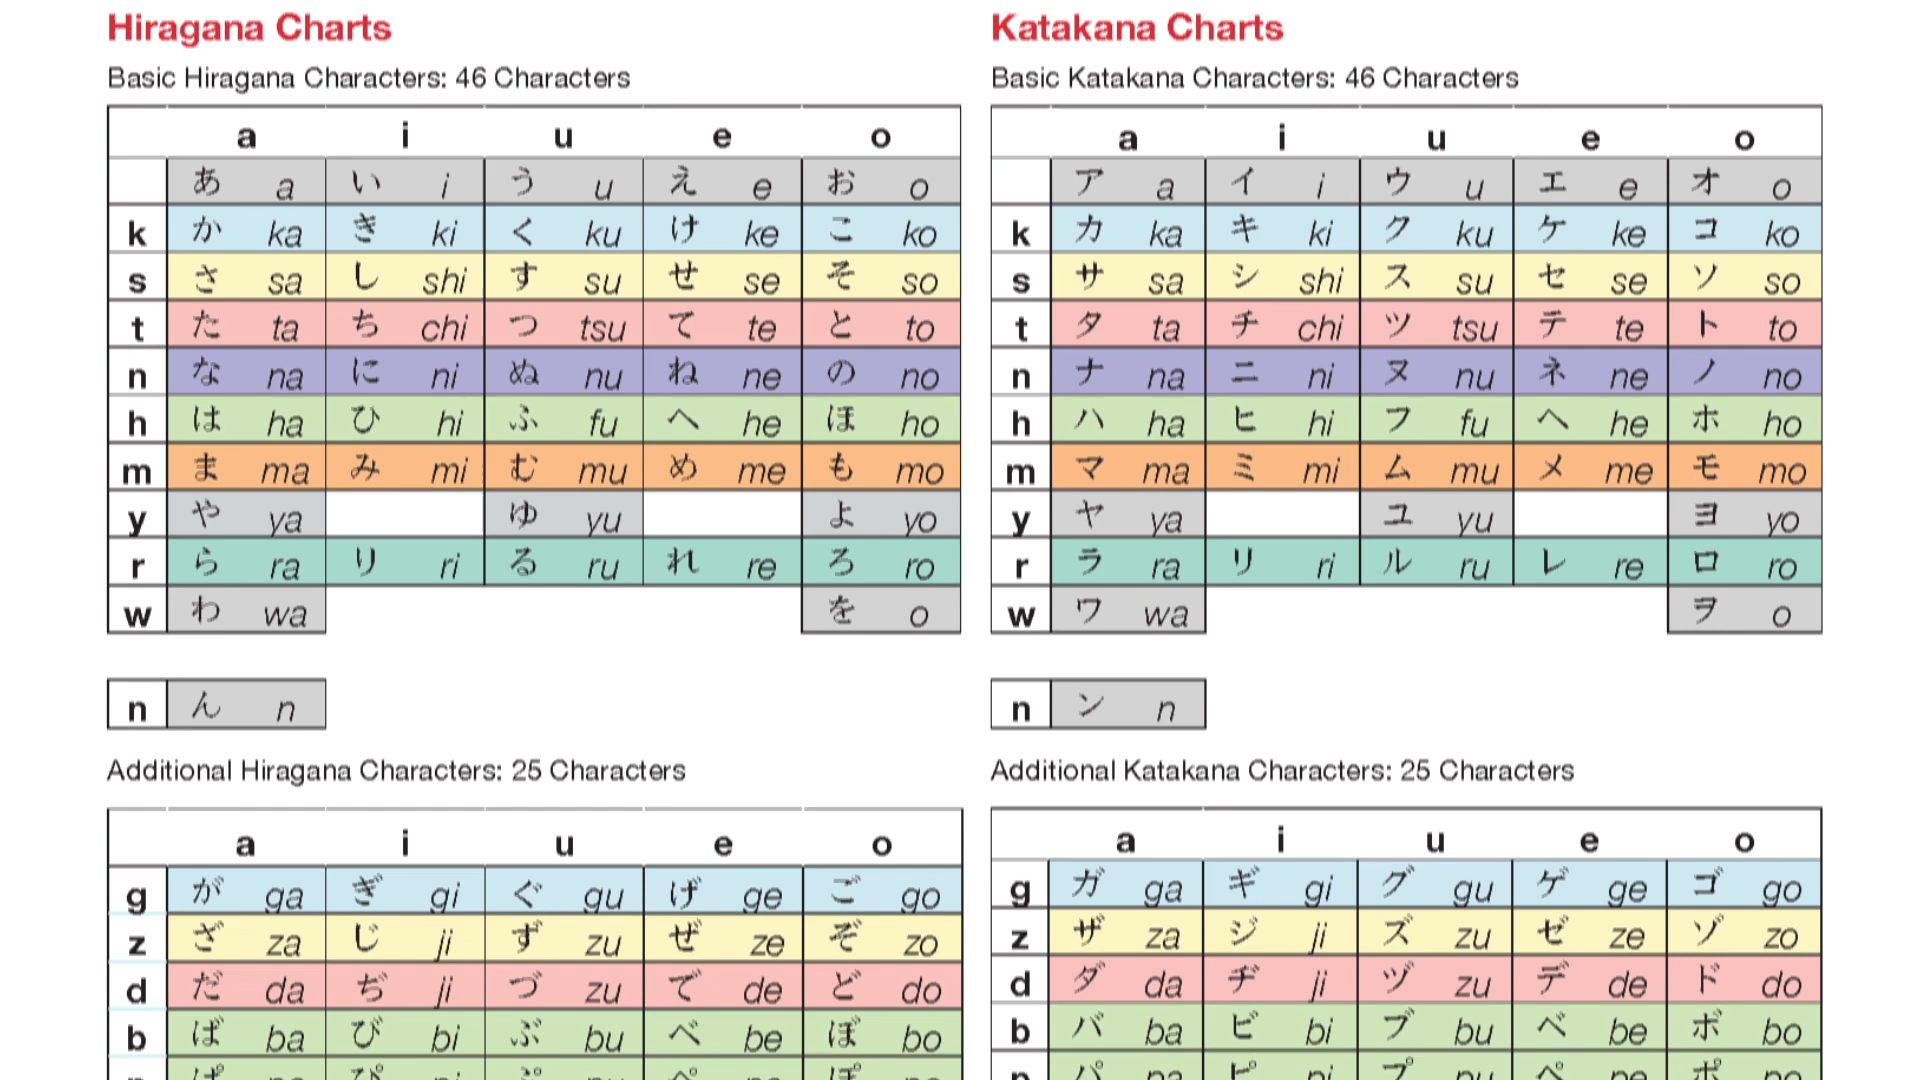 Hiragana Charts
Basic Hiragana Characters: 46 Characters
a i u e o
あ a い i う u え e お o
k か ka き ki く ku け ke こ ko
s さ sa し shi す su せ se そ so
t た ta ち chi つ tsu て te と to
n な na に ni ぬ nu ね ne の no
h は ha ひ hi ふ fu へ he ほ ho
m ま ma み mi む mu め me も mo
y や ya ゆ yu よ yo
r ら ra り ri る ru れ re ろ ro
w わ wa を o
n ん n
Additional Hiragana Characters: 25 Characters
a i u e o
g が ga ぎ gi ぐ gu げ ge ご go
z ざ za じ ji ず zu ぜ ze ぞ zo
d だ da ぢ ji づ zu で de ど do
b ば ba び bi ぶ bu べ be ぼ bo
Katakana Charts
Basic Katakana Characters: 46 Characters
a i u e o
ア a イ i ウ u エ e オ o
k カ ka キ ki ク ku ケ ke コ ko
s サ sa シ shi ス su セ se ソ so
t タ ta チ chi ツ tsu テ te ト to
n ナ na ニ ni ヌ nu ネ ne ノ no
h ハ ha ヒ hi フ fu ヘ he ホ ho
m マ ma ミ mi ム mu メ me モ mo
y ヤ ya ユ yu ヨ yo
r ラ ra リ ri ル ru レ re ロ ro
w ワ wa ヲ o
n ン n
Additional Katakana Characters: 25 Characters
a i u e o
g ガ ga ギ gi グ gu ゲ ge ゴ go
z ザ za ジ ji ズ zu ゼ ze ゾ zo
d ダ da ヂ ji ヅ zu デ de ド do
b バ ba ビ bi ブ bu ベ be ボ bo